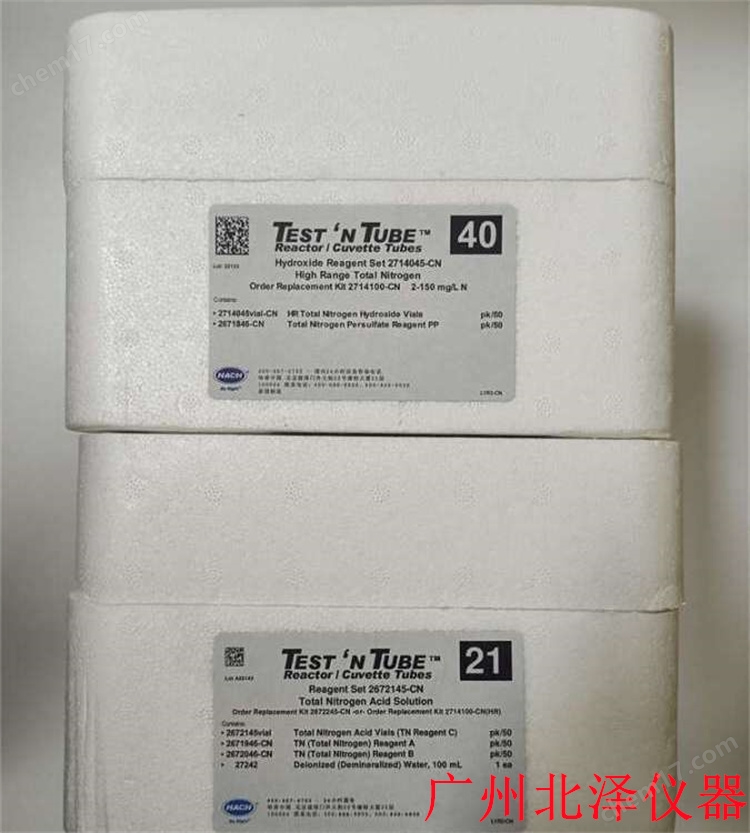 chem17.com
TEST 'N TUBE™ 40
Reactor / Cuvette Tubes
Hydroxide Reagent Set 2714045-CN
High Range Total Nitrogen
Order Replacement Kit 2714100-CN 2-150 mg/L N
Contains:
• 2714045vial-CN HR Total Nitrogen Hydroxide Vials pk/50
• 2671846-CN Total Nitrogen Persulfate Reagent PP pk/50
HACH
Be Right™
TEST 'N TUBE™ 21
Reactor / Cuvette Tubes
Reagent Set 2672145-CN
Total Nitrogen Acid Solution
Order Replacement Kit 2672245-CN -or- Order Replacement Kit 2714100-CN(HR)
Contains:
• 2672145vial Total Nitrogen Acid Vials (TN Reagent C) pk/50
• 2671946-CN TN (Total Nitrogen) Reagent A pk/50
• 2672046-CN TN (Total Nitrogen) Reagent B pk/50
• 27242 Deionized (Demineralized) Water, 100 mL 1 ea
HACH
Be Right™
广州北泽仪器